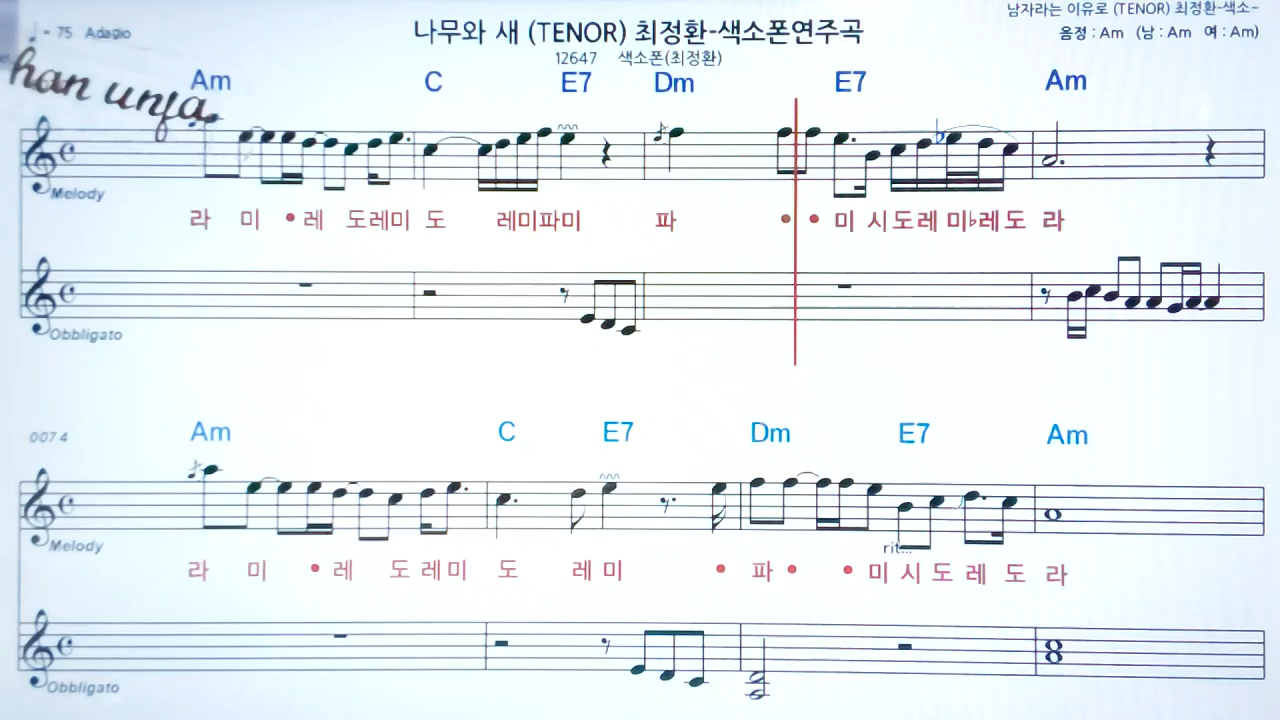 남자라는 이유로 (TENOR) 최정환-색소-
나무와 새 (TENOR) 최정환-색소폰연주곡
♩ = 75 Adagio
음정 : Am (남 : Am 여 : Am)
12647 색소폰(최정환)
han unfa
Am C E7 Dm E7 Am
Melody
라 미 • 레 도레미 도 레미파미 파 • • 미 시도레 미♭레도 라
Obbligato
0074 Am C E7 Dm E7 Am
Melody
rit...
라 미 • 레 도 레미 도 레 미 • 파 • • 미 시 도 레 도 라
Obbligato